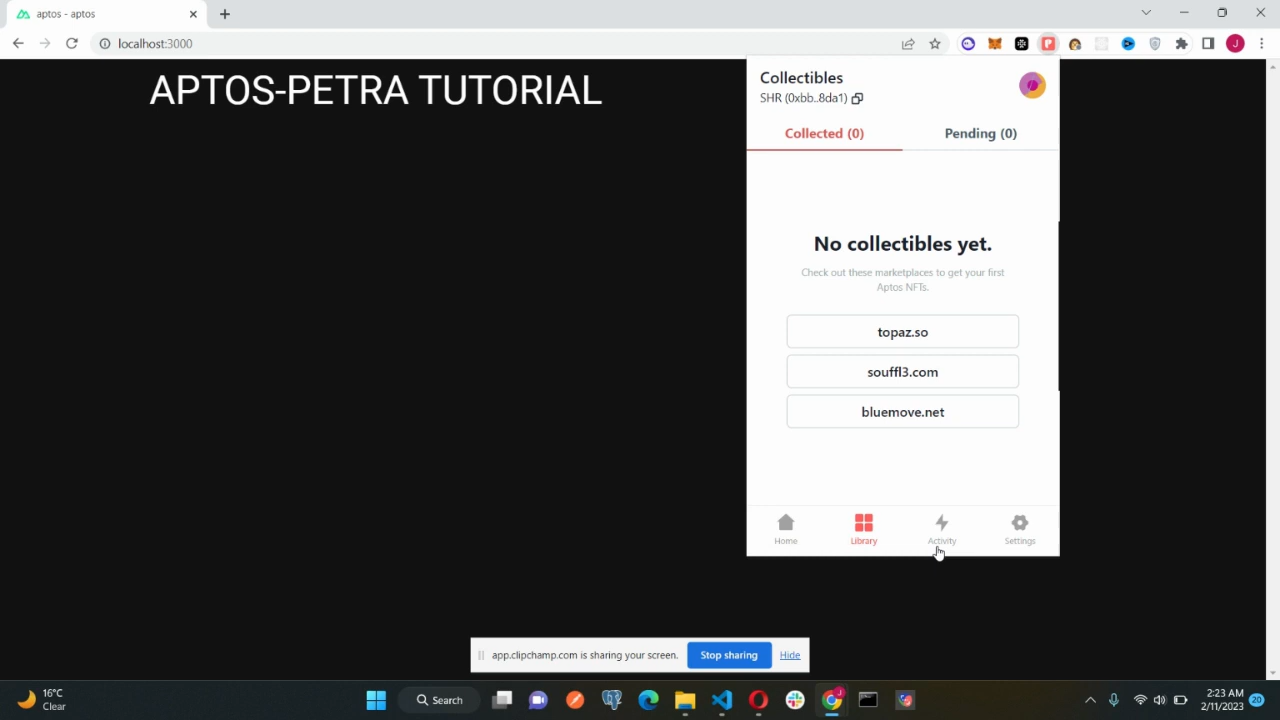 aptos - aptos
localhost:3000
J
APTOS-PETRA TUTORIAL
Collectibles
SHR (0xbb..8da1)
Collected (0)
Pending (0)
No collectibles yet.
Check out these marketplaces to get your first
Aptos NFTs.
topaz.so
souffl3.com
bluemove.net
Home
Library
Activity
Settings
app.clipchamp.com is sharing your screen.
Stop sharing
Hide
16°C
Clear
Search
J
2:23 AM
2/11/2023
20